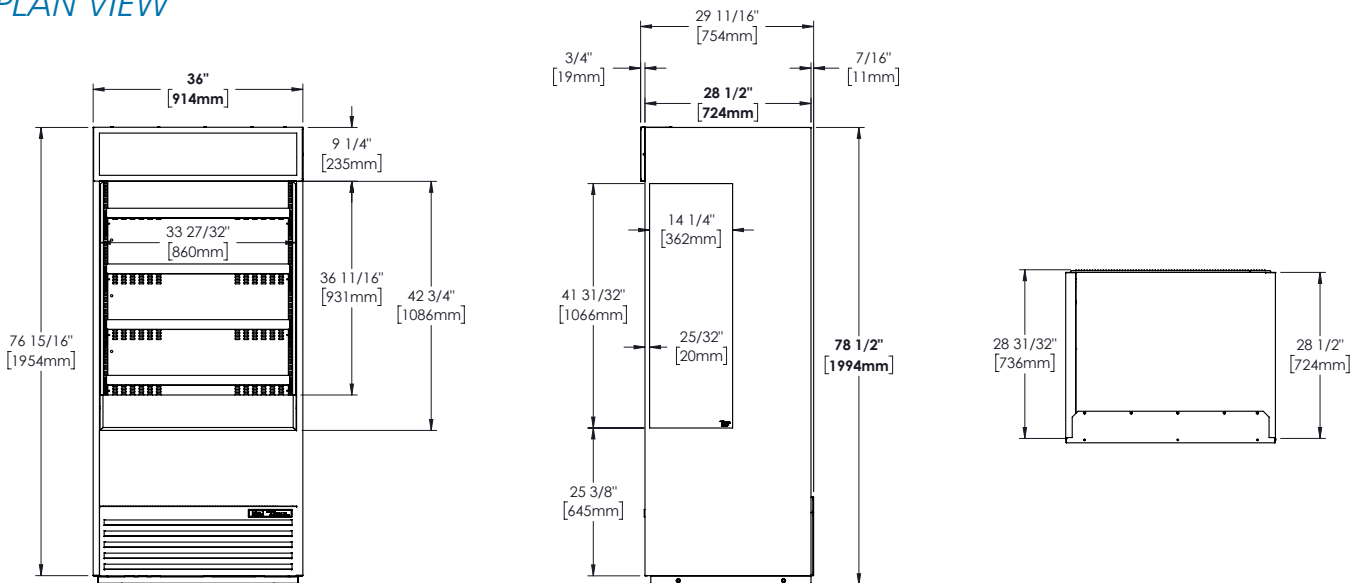 PLAN VIEW
36"
[914mm]
9 1/4"
[235mm]
33 27/32"
[860mm]
36 11/16"
[931mm]
42 3/4"
[1086mm]
76 15/16"
[1954mm]
29 11/16"
[754mm]
3/4"
[19mm]
7/16"
[11mm]
28 1/2"
[724mm]
14 1/4"
[362mm]
41 31/32"
[1066mm]
25/32"
[20mm]
78 1/2"
[1994mm]
25 3/8"
[645mm]
28 31/32"
[736mm]
28 1/2"
[724mm]